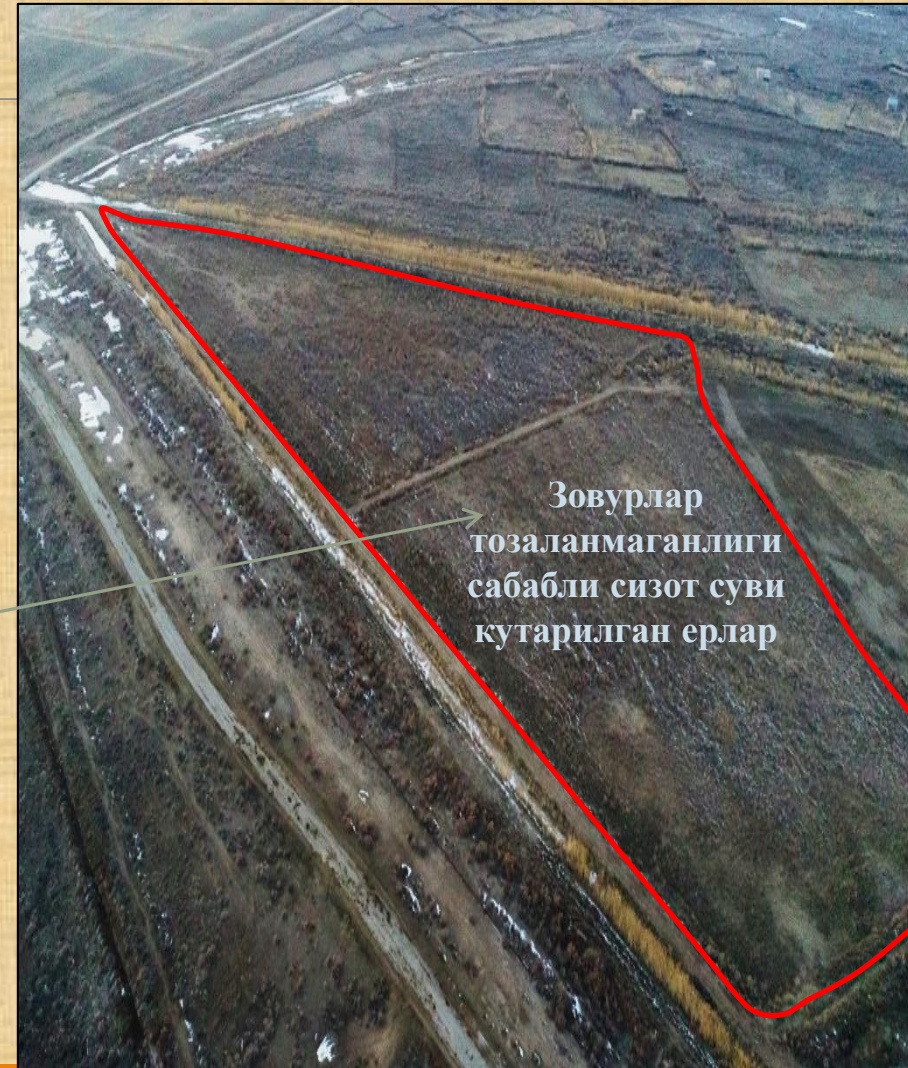 Зовурлар
тозаланмаганлиги
сабабли сизот суви
кутарилган ерлар